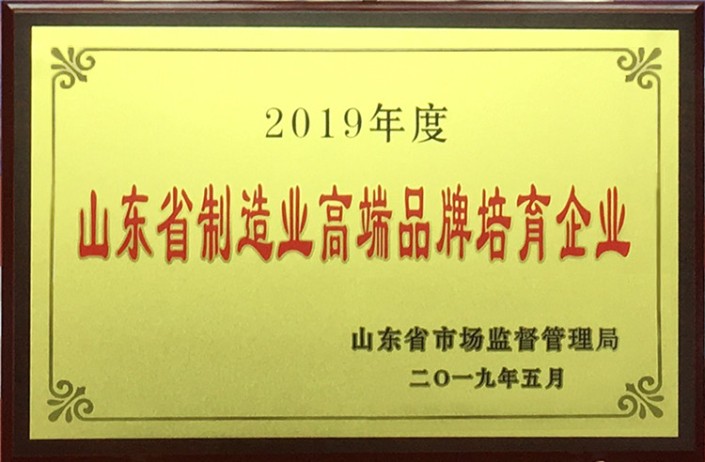 2019年度
山东省制造业高端品牌培育企业
山东省市场监督管理局
二〇一九年五月